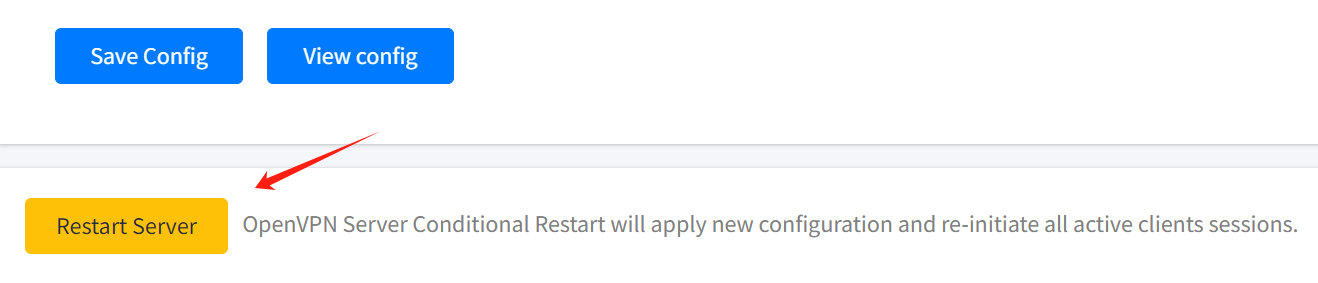 Save Config View config
Restart Server OpenVPN Server Conditional Restart will apply new configuration and re-initiate all active clients sessions.